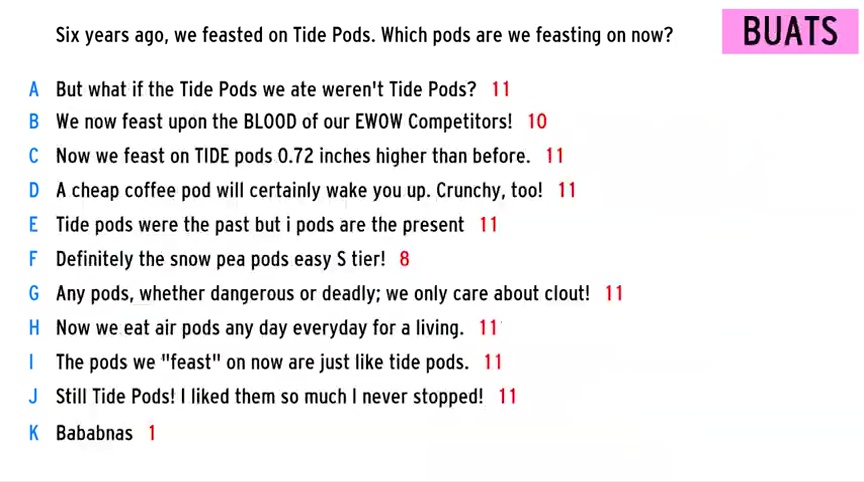 Six years ago, we feasted on Tide Pods. Which pods are we feasting on now?
BUATS
A But what if the Tide Pods we ate weren't Tide Pods? 11
B We now feast upon the BLOOD of our EWOW Competitors! 10
C Now we feast on TIDE pods 0.72 inches higher than before. 11
D A cheap coffee pod will certainly wake you up. Crunchy, too! 11
E Tide pods were the past but i pods are the present 11
F Definitely the snow pea pods easy S tier! 8
G Any pods, whether dangerous or deadly; we only care about clout! 11
H Now we eat air pods any day everyday for a living. 11
I The pods we "feast" on now are just like tide pods. 11
J Still Tide Pods! I liked them so much I never stopped! 11
K Bababnas 1